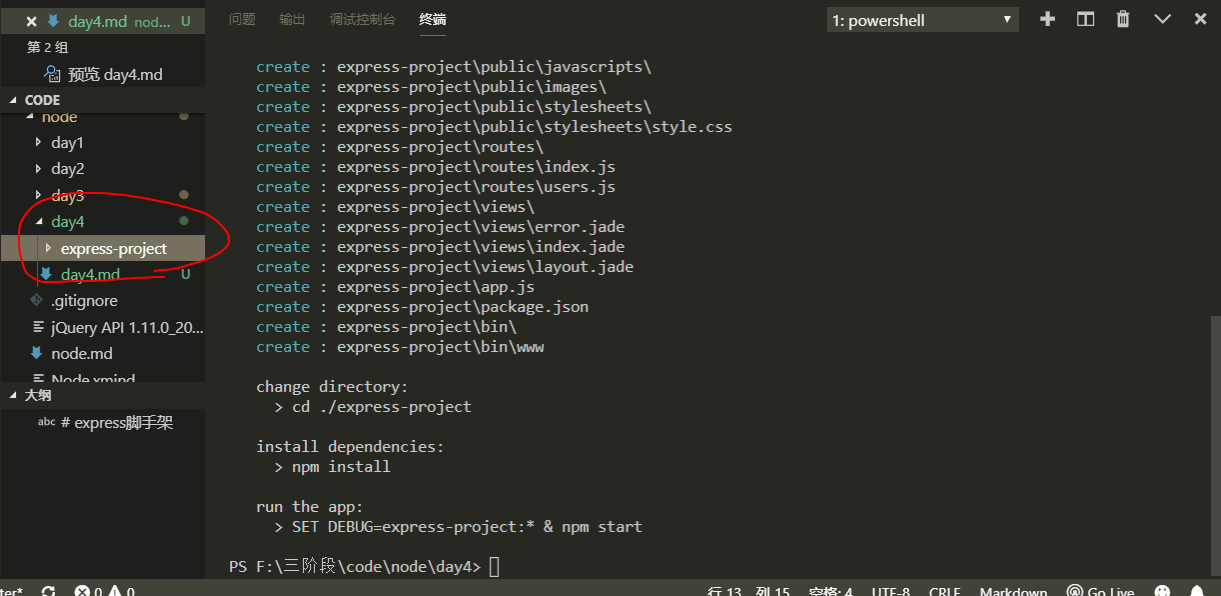 day4.md nod... U
第 2 组
预览 day4.md
CODE
node
day1
day2
day3
day4
express-project
day4.md U
.gitignore
jQuery API 1.11.0_20...
node.md
Node.xmind
大纲
abc # express脚手架
问题 输出 调试控制台 终端 1: powershell
create : express-project\public\javascripts\
create : express-project\public\images\
create : express-project\public\stylesheets\
create : express-project\public\stylesheets\style.css
create : express-project\routes\
create : express-project\routes\index.js
create : express-project\routes\users.js
create : express-project\views\
create : express-project\views\error.jade
create : express-project\views\index.jade
create : express-project\views\layout.jade
create : express-project\app.js
create : express-project\package.json
create : express-project\bin\
create : express-project\bin\www
change directory:
> cd ./express-project
install dependencies:
> npm install
run the app:
> SET DEBUG=express-project:* & npm start
PS F:\三阶段\code\node\day4>
ter* 0 0 行 13, 列 15 空格: 4 UTF-8 CRLF Markdown Go Live